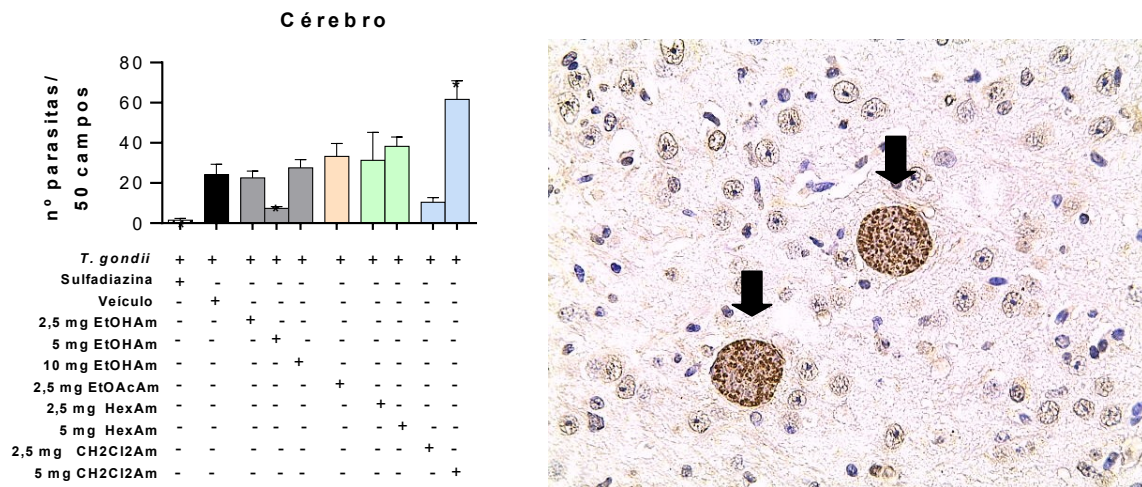 Cérebro
nº parasitas/
50 campos
80
60
40
20
0
*
*
*
T. gondii + + + + + + + + + +
Sulfadiazina + - - - - - - - - -
Veículo - + - - - - - - - -
2,5 mg EtOHAm - - + - - - - - - -
5 mg EtOHAm - - - + - - - - - -
10 mg EtOHAm - - - - + - - - - -
2,5 mg EtOAcAm - - - - - + - - - -
2,5 mg HexAm - - - - - - + - - -
5 mg HexAm - - - - - - - + - -
2,5 mg CH2Cl2Am - - - - - - - - + -
5 mg CH2Cl2Am - - - - - - - - - +